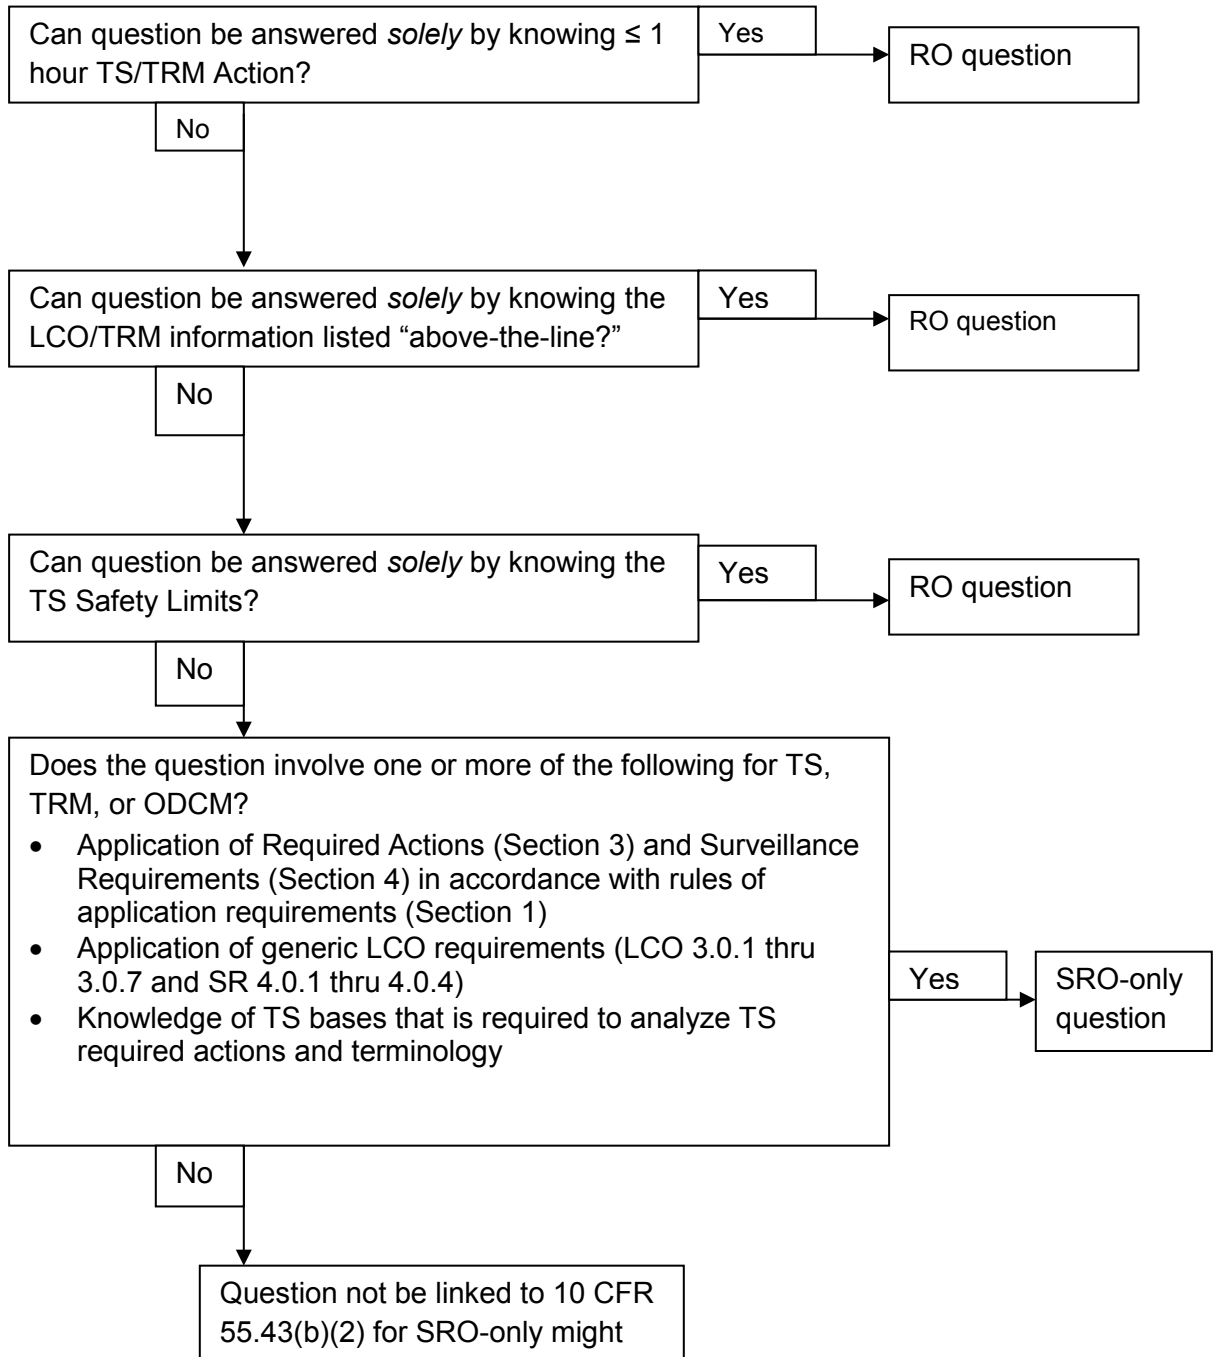 Can question be answered solely by knowing ≤ 1
hour TS/TRM Action?
Yes
RO question
No
Can question be answered solely by knowing the
LCO/TRM information listed “above-the-line?”
Yes
RO question
No
Can question be answered solely by knowing the
TS Safety Limits?
Yes
RO question
No
Does the question involve one or more of the following for TS,
TRM, or ODCM?
• Application of Required Actions (Section 3) and Surveillance
Requirements (Section 4) in accordance with rules of
application requirements (Section 1)
• Application of generic LCO requirements (LCO 3.0.1 thru
3.0.7 and SR 4.0.1 thru 4.0.4)
• Knowledge of TS bases that is required to analyze TS
required actions and terminology
Yes
SRO-only
question
No
Question not be linked to 10 CFR
55.43(b)(2) for SRO-only might